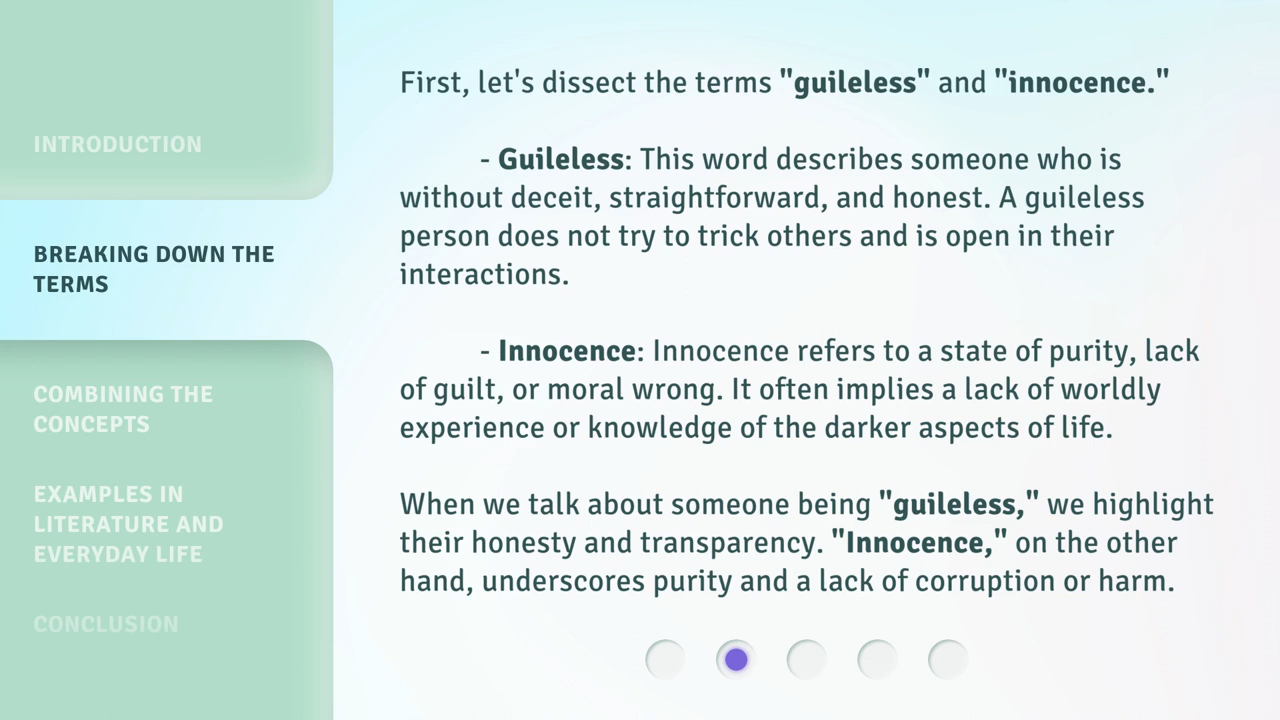 INTRODUCTION
BREAKING DOWN THE
TERMS
COMBINING THE
CONCEPTS
EXAMPLES IN
LITERATURE AND
EVERYDAY LIFE
CONCLUSION
First, let's dissect the terms "guileless" and "innocence."
- Guileless: This word describes someone who is
without deceit, straightforward, and honest. A guileless
person does not try to trick others and is open in their
interactions.
- Innocence: Innocence refers to a state of purity, lack
of guilt, or moral wrong. It often implies a lack of worldly
experience or knowledge of the darker aspects of life.
When we talk about someone being "guileless," we highlight
their honesty and transparency. "Innocence," on the other
hand, underscores purity and a lack of corruption or harm.